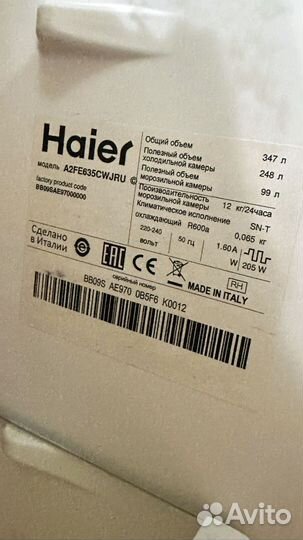 Haier
модель A2FE635CWJRU ©
factory product code
BB09SAE97000000
Общий объем 347 л
Полезный объем
холодильной камеры 248 л
Полезный объем
морозильной камеры 99 л
Производительность
морозильной камеры 12 кг/24часа
Климатическое исполнение SN-T
охлаждающий R600a 0,065 кг
220-240
вольт
50 Гц
1.60 A
W 205 W
Сделано
в Италии
EAC
CE
RH
MADE IN ITALY
серийный номер
BB09S AE970 0B5F6 K0012
Avito